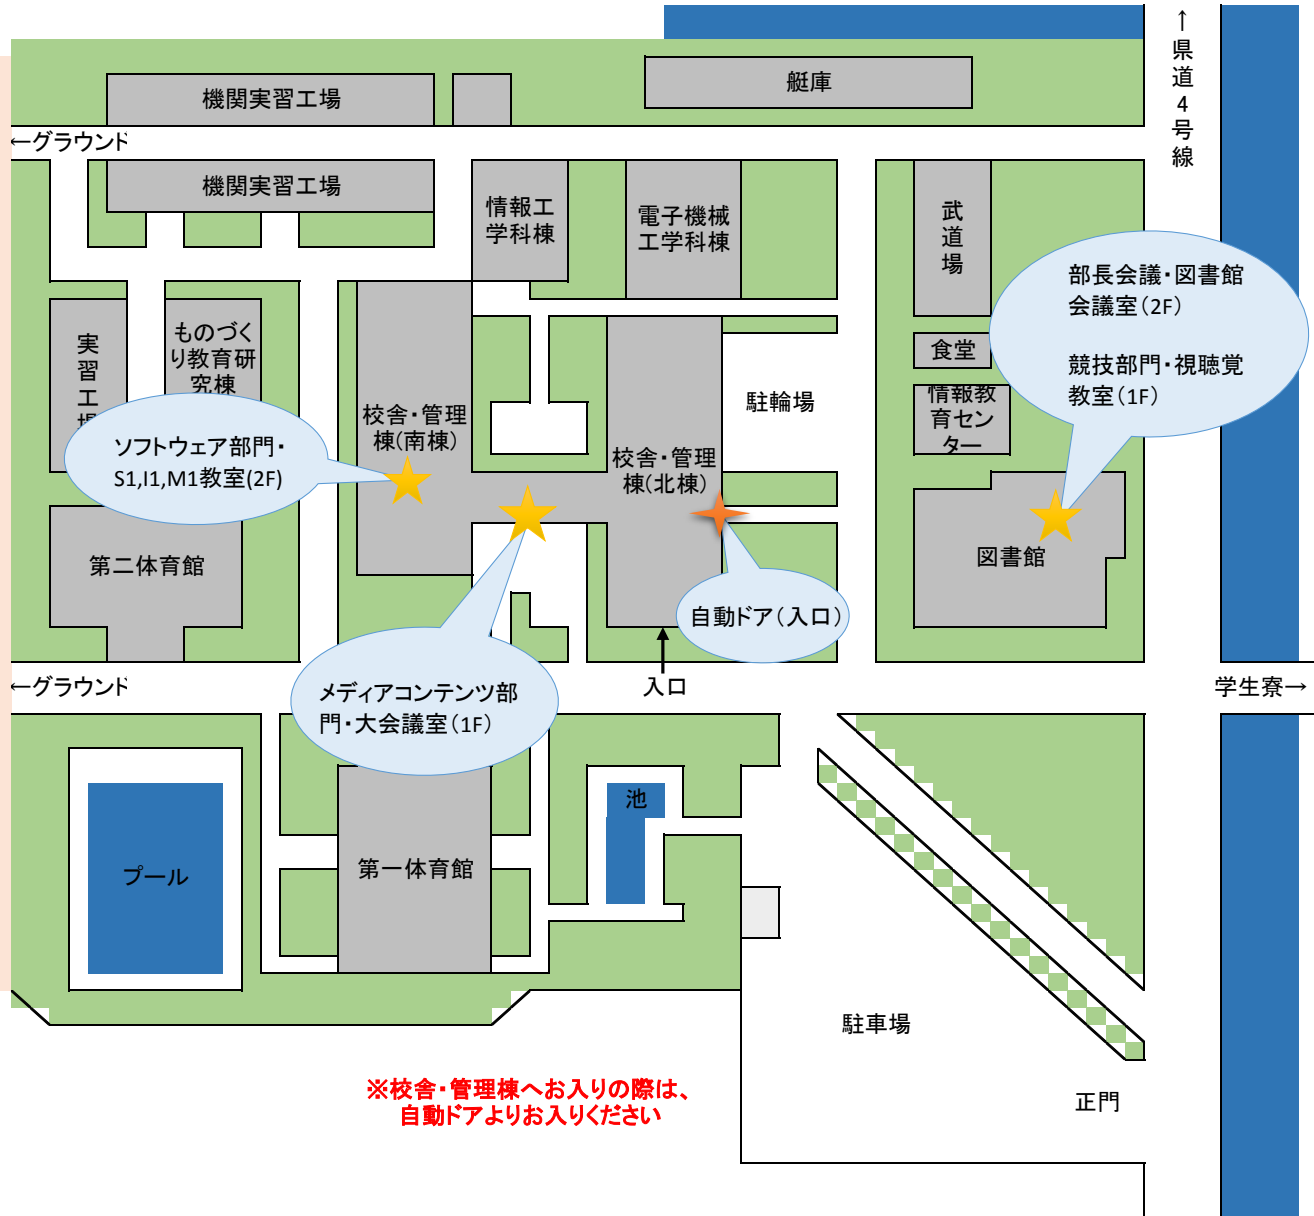 ↑県道4号線
機関実習工場
艇庫
←グラウンド
機関実習工場
情報工
学科棟
電子機械
工学科棟
武道場
部長会議・図書館
会議室(2F)
競技部門・視聴覚
教室(1F)
実習工場
ものづく
り教育研
究棟
食堂
情報教
育セン
ター
駐輪場
校舎・管理
棟(南棟)
校舎・管理
棟(北棟)
ソフトウェア部門・
S1,I1,M1教室(2F)
第二体育館
図書館
自動ドア(入口)
←グラウンド
入口
学生寮→
メディアコンテンツ部
門・大会議室(1F)
池
プール
第一体育館
駐車場
※校舎・管理棟へお入りの際は、
自動ドアよりお入りください
正門